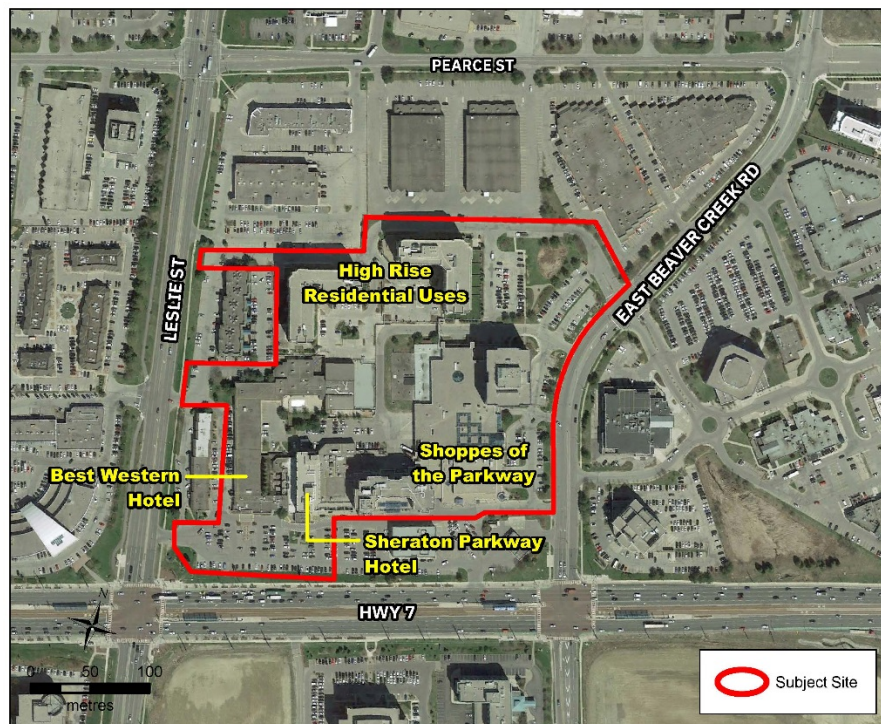 PEARCE ST
LESLIE ST
EAST BEAVER CREEK RD
High Rise
Residential Uses
Shoppes of
the Parkway
Best Western
Hotel
Sheraton Parkway
Hotel
HWY 7
N
0 50 100
metres
Subject Site